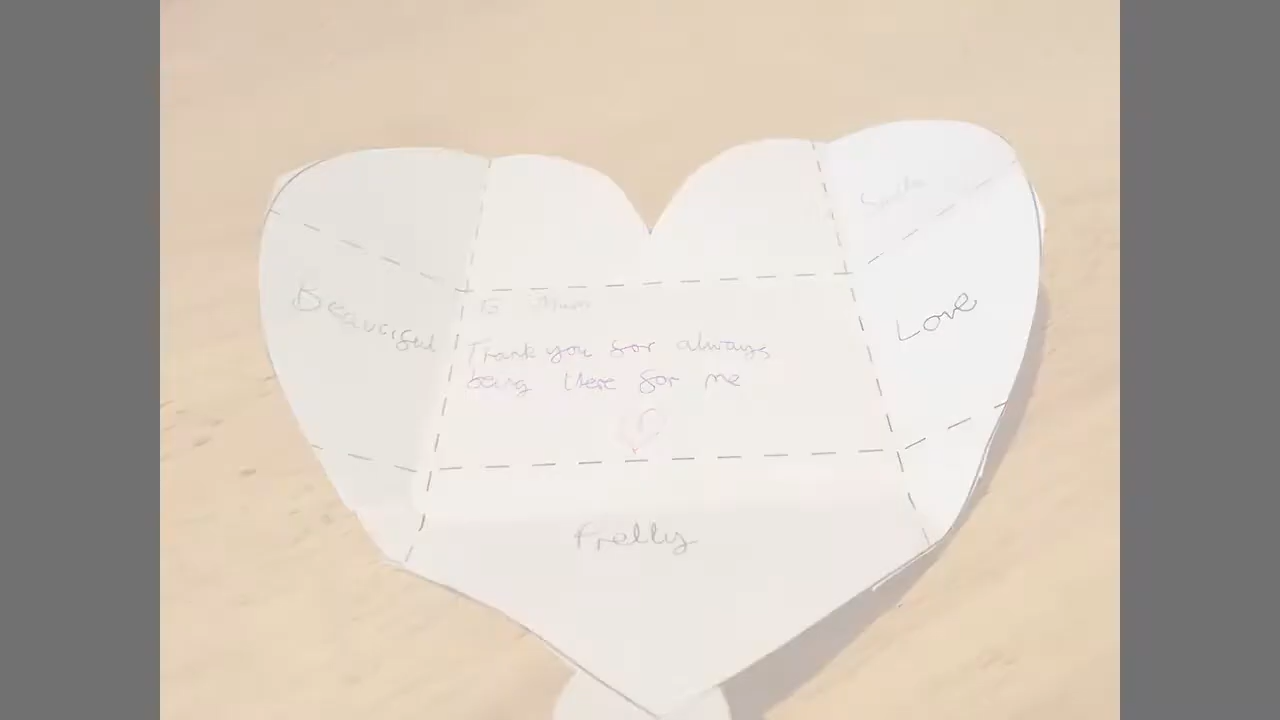 Beautiful
To Mum
Thank you for always
being there for me
Love
Pretty